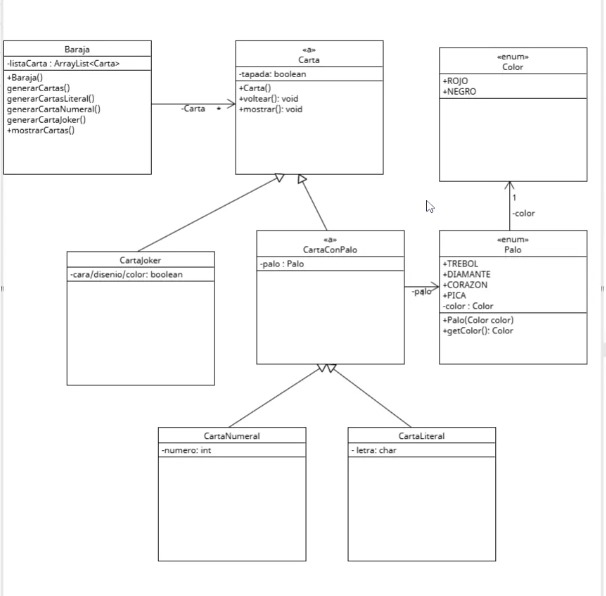 Baraja
-listaCarta : ArrayList<Carta>
+Baraja()
generarCartas()
generarCartasLiteral()
generarCartaNumeral()
generarCartaJoker()
+mostrarCartas()
-Carta *
«a»
Carta
-tapada: boolean
+Carta()
+voltear(): void
+mostrar(): void
«enum»
Color
+ROJO
+NEGRO
1
-color
CartaJoker
-cara/disenio/color: boolean
«a»
CartaConPalo
-palo : Palo
-palo
«enum»
Palo
+TREBOL
+DIAMANTE
+CORAZON
+PICA
-color : Color
+Palo(Color color)
+getColor(): Color
CartaNumeral
-numero: int
CartaLiteral
- letra: char